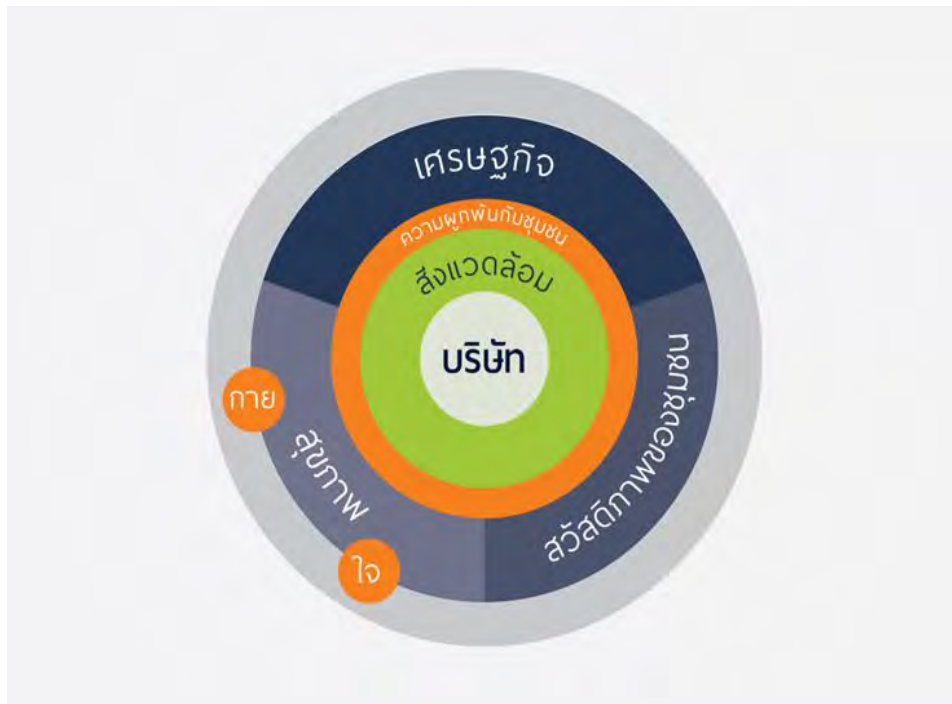 เศรษฐกิจ
ความผูกพันกับชุมชน
สิ่งแวดล้อม
บริษัท
กาย
สุขภาพ
ใจ
สวัสดิภาพของชุมชน